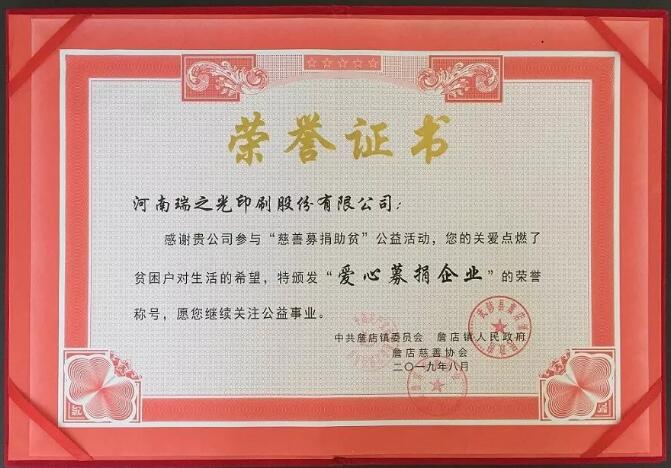 荣誉证书
河南瑞之光印刷股份有限公司：
感谢贵公司参与“慈善募捐助贫”公益活动，您的关爱点燃了
贫困户对生活的希望，特颁发“爱心募捐企业”的荣誉
称号，愿您继续关注公益事业。
中共詹店镇委员会 詹店镇人民政府
詹店慈善协会
二〇一九年八月